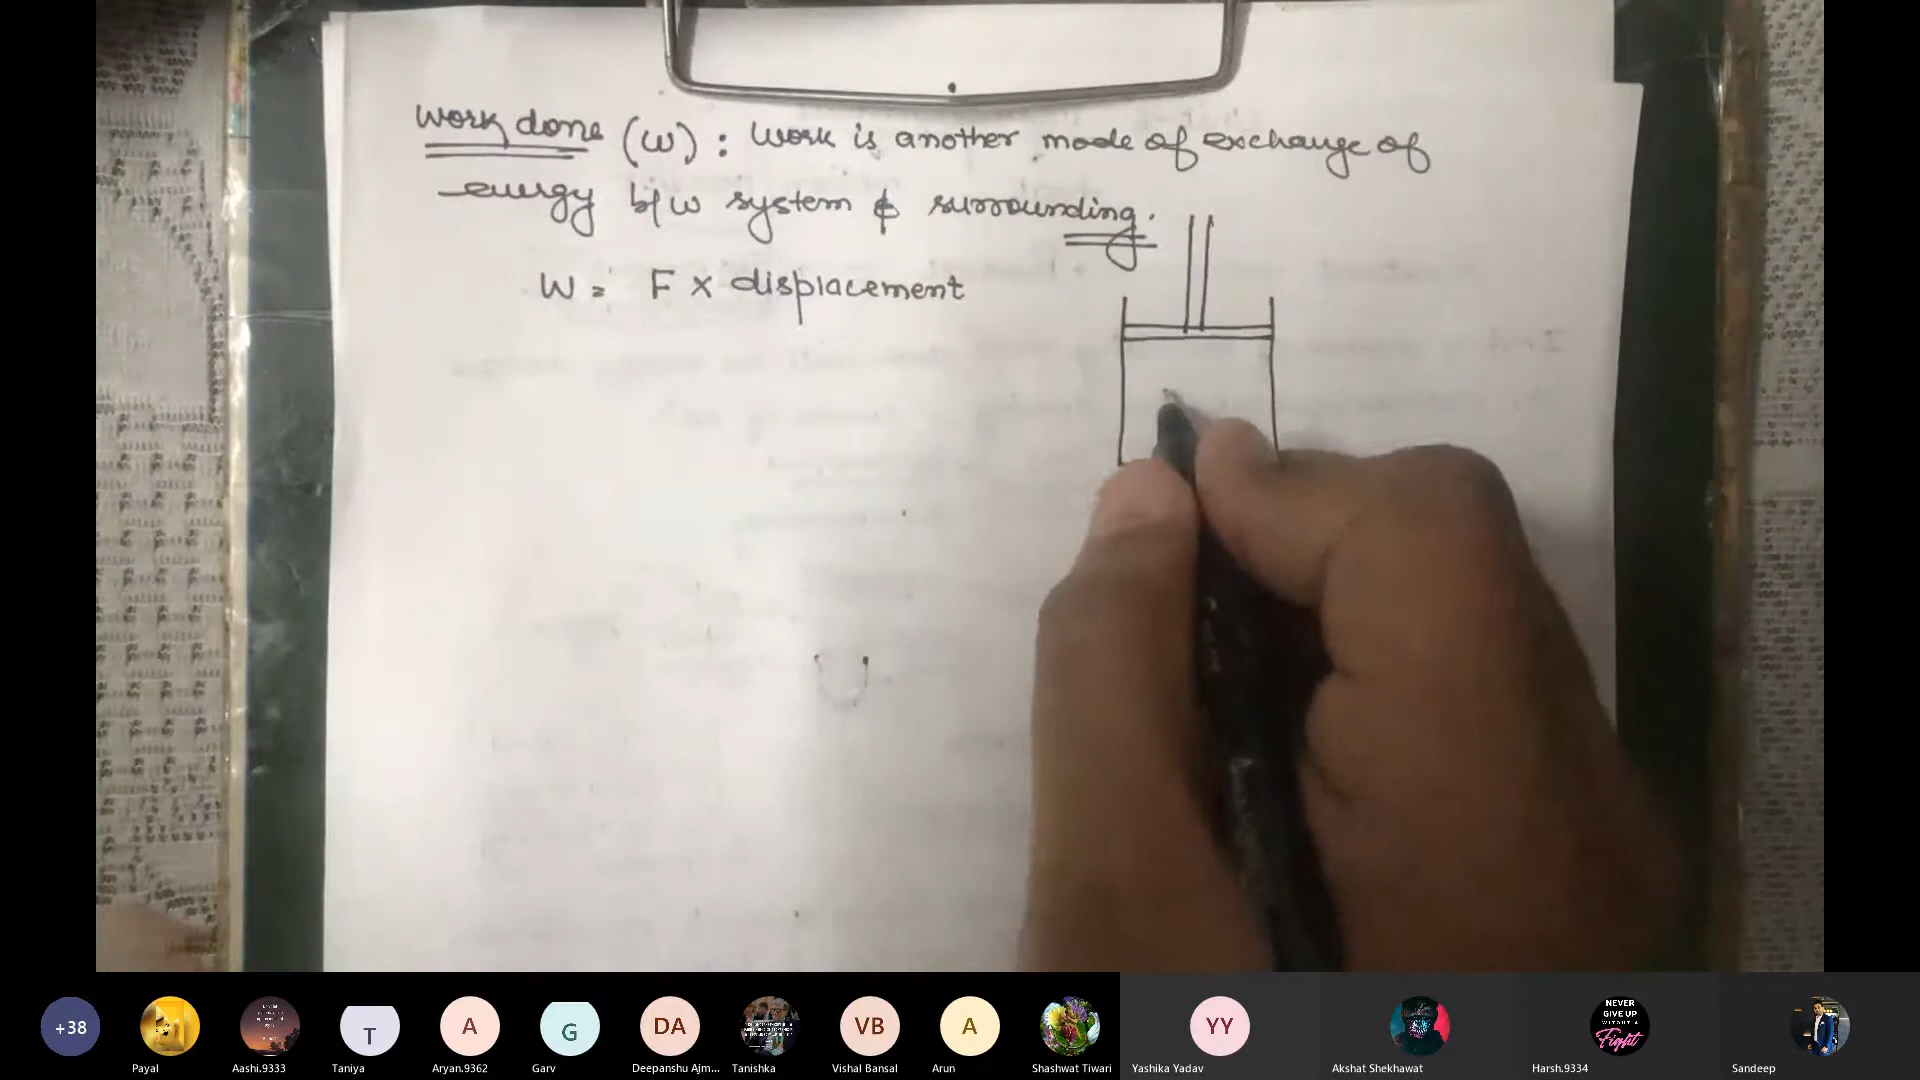 Work done (W) : Work is another mode of exchange of
energy b/w system & surrounding.
W = F x displacement
+38
T
A
G
DA
VB
A
YY
NEVER
GIVE UP
WITHOUT A
Fight
Payal
Aashi.9333
Taniya
Aryan.9362
Garv
Deepanshu Ajm...
Tanishka
Vishal Bansal
Arun
Shashwat Tiwari
Yashika Yadav
Akshat Shekhawat
Harsh.9334
Sandeep